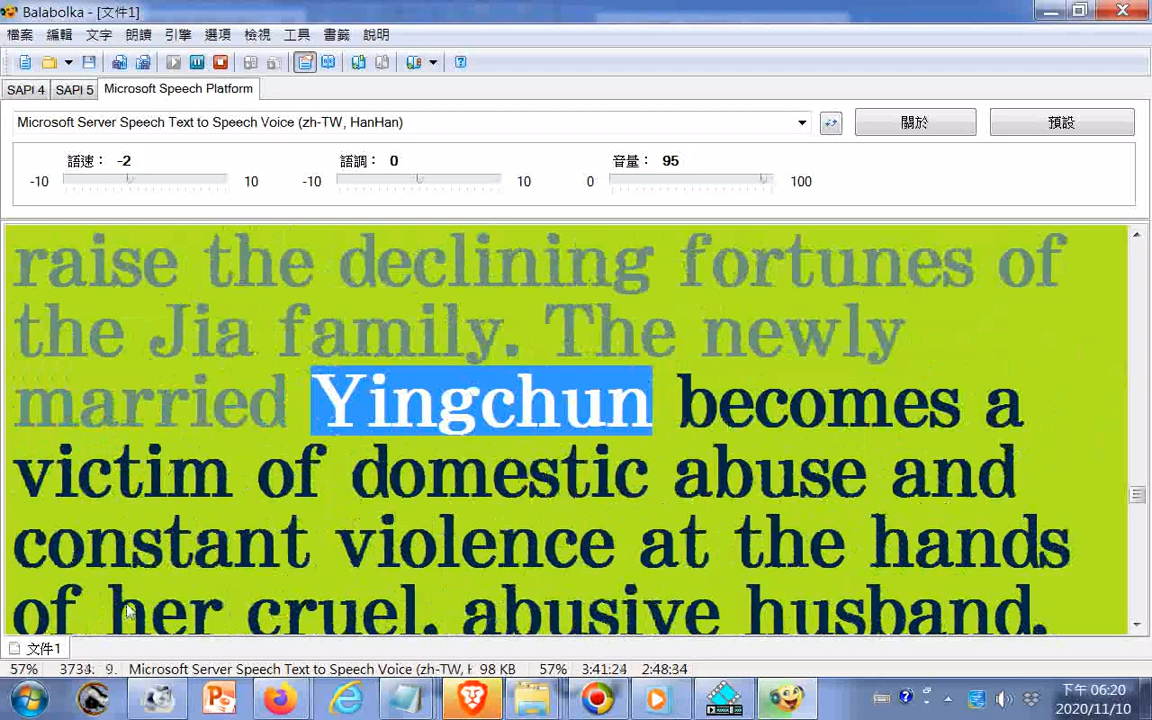 Balabolka - [文件1]
檔案 編輯 文字 朗讀 引擎 選項 檢視 工具 書籤 說明
SAPI 4 SAPI 5 Microsoft Speech Platform
Microsoft Server Speech Text to Speech Voice (zh-TW, HanHan) 關於 預設
語速： -2 語調： 0 音量： 95
-10 10 -10 10 0 100
raise the declining fortunes of
the Jia family. The newly
married Yingchun becomes a
victim of domestic abuse and
constant violence at the hands
of her cruel, abusive husband.
文件1
57% 3734: 9. Microsoft Server Speech Text to Speech Voice (zh-TW, 98 KB 57% 3:41:24 2:48:34
下午 06:20
2020/11/10